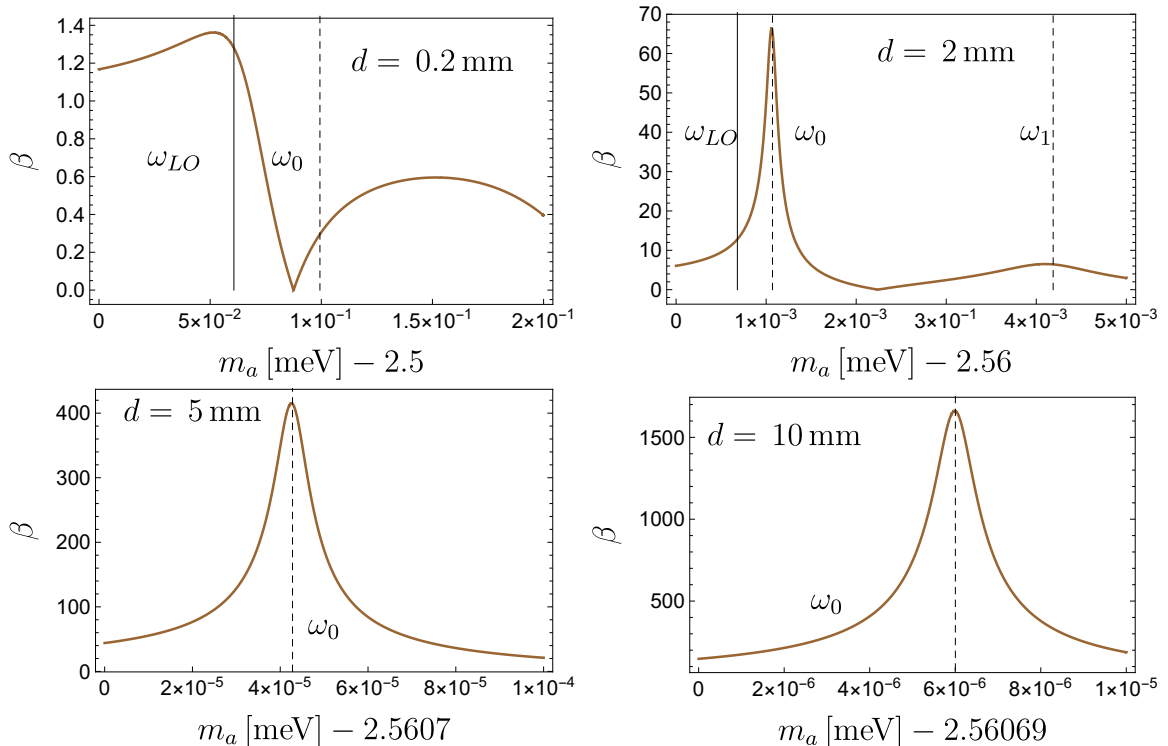 β
1.4
1.2
1.0
0.8
0.6
0.4
0.2
0.0
d = 0.2 mm
ω_LO
ω_0
0 5×10⁻² 1×10⁻¹ 1.5×10⁻¹ 2×10⁻¹
m_a [meV] − 2.5
β
70
60
50
40
30
20
10
0
d = 2 mm
ω_LO ω_0 ω_1
0 1×10⁻³ 2×10⁻³ 3×10⁻¹ 4×10⁻³ 5×10⁻³
m_a [meV] − 2.56
β
400
300
200
100
0
d = 5 mm
ω_0
0 2×10⁻⁵ 4×10⁻⁵ 6×10⁻⁵ 8×10⁻⁵ 1×10⁻⁴
m_a [meV] − 2.5607
β
1500
1000
500
d = 10 mm
ω_0
0 2×10⁻⁶ 4×10⁻⁶ 6×10⁻⁶ 8×10⁻⁶ 1×10⁻⁵
m_a [meV] − 2.56069